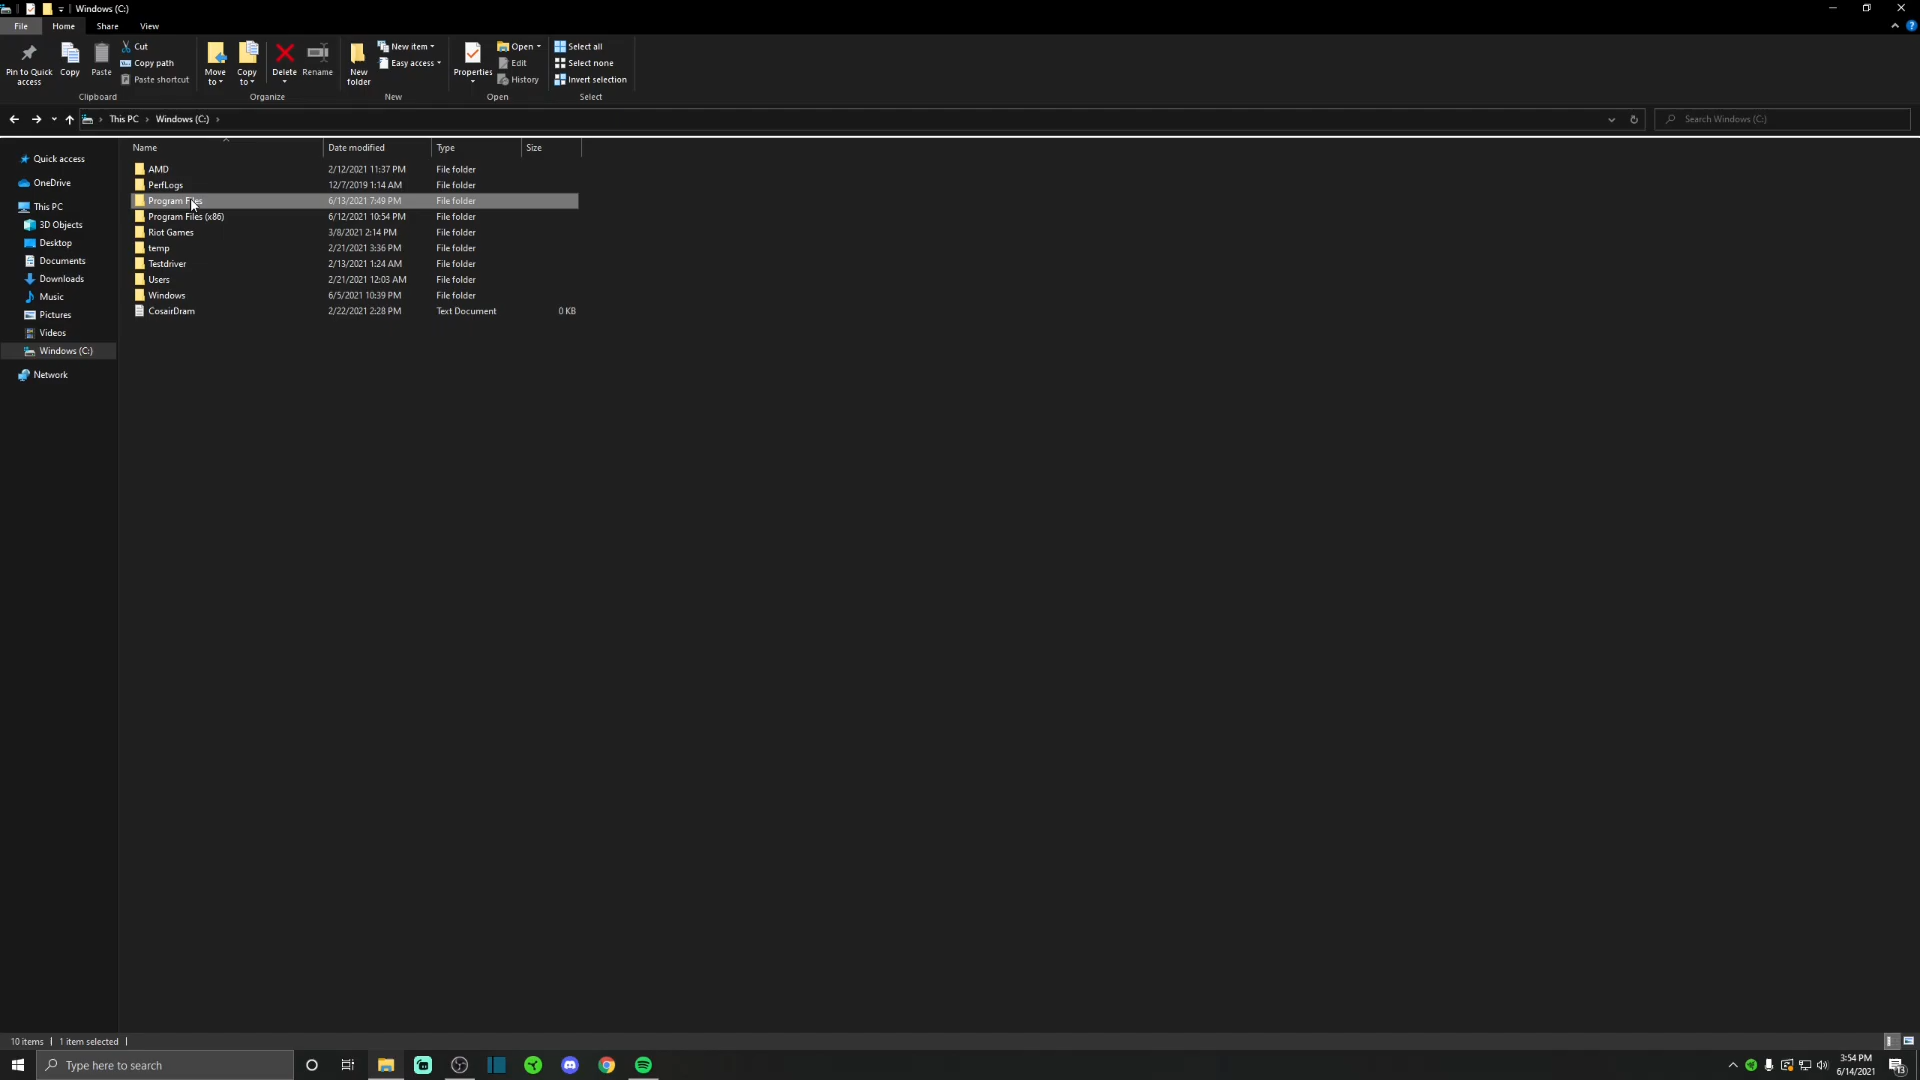 Windows (C:)
File Home Share View
Pin to Quick access
Copy
Paste
Cut
Copy path
Paste shortcut
Clipboard
Move to
Copy to
Delete
Rename
Organize
New folder
New item
Easy access
New
Properties
Open
Edit
History
Open
Select all
Select none
Invert selection
Select
This PC Windows (C:)
Search Windows (C:)
Quick access
OneDrive
This PC
3D Objects
Desktop
Documents
Downloads
Music
Pictures
Videos
Windows (C:)
Network
Name Date modified Type Size
AMD 2/12/2021 11:37 PM File folder
PerfLogs 12/7/2019 1:14 AM File folder
Program Files 6/13/2021 7:49 PM File folder
Program Files (x86) 6/12/2021 10:54 PM File folder
Riot Games 3/8/2021 2:14 PM File folder
temp 2/21/2021 3:36 PM File folder
Testdriver 2/13/2021 1:24 AM File folder
Users 2/21/2021 12:03 AM File folder
Windows 6/5/2021 10:39 PM File folder
CosairDram 2/22/2021 2:28 PM Text Document 0 KB
10 items 1 item selected
Type here to search
3:54 PM
6/14/2021
13